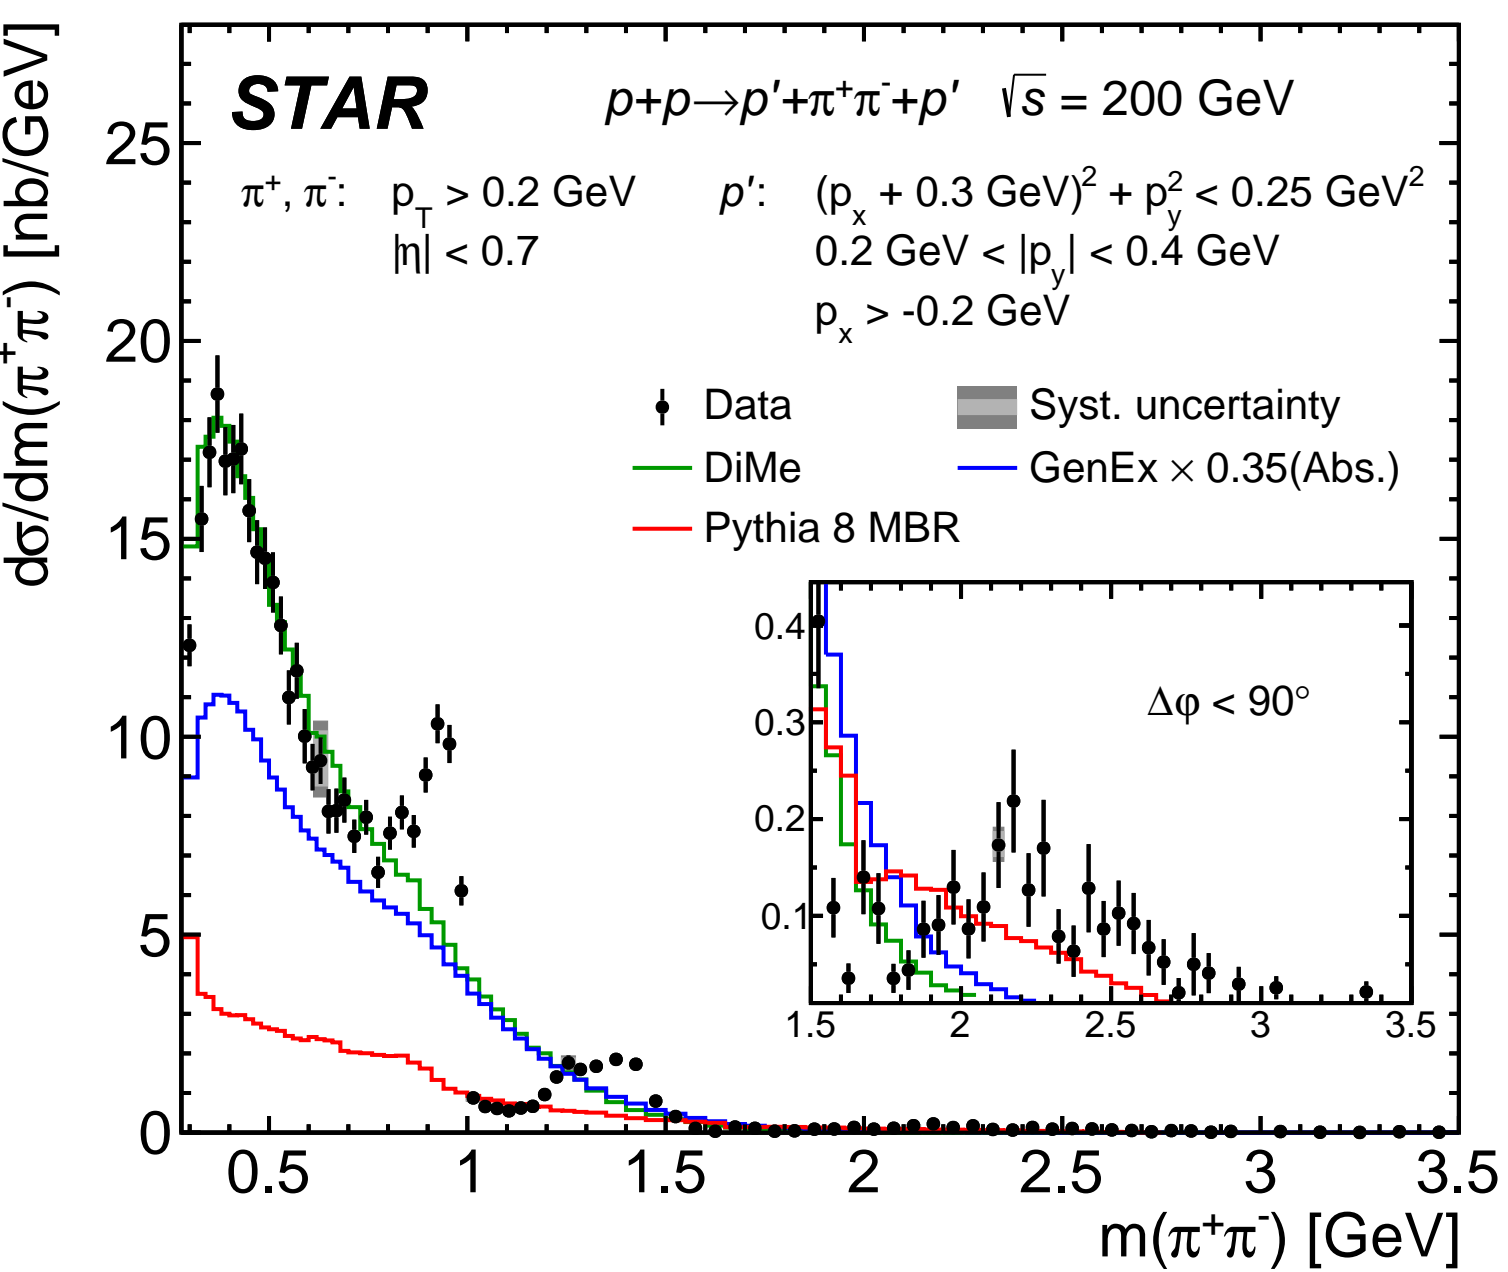 dσ/dm(π⁺π⁻) [nb/GeV]
STAR p+p→p′+π⁺π⁻+p′ √s = 200 GeV
π⁺, π⁻: p_T > 0.2 GeV p′: (p_x + 0.3 GeV)² + p_y² < 0.25 GeV²
|η| < 0.7 0.2 GeV < |p_y| < 0.4 GeV
p_x > -0.2 GeV
Data Syst. uncertainty
DiMe GenEx × 0.35(Abs.)
Pythia 8 MBR
25
20
15
10
5
0
Δφ < 90°
0.4
0.3
0.2
0.1
1.5 2 2.5 3 3.5
0.5 1 1.5 2 2.5 3 3.5
m(π⁺π⁻) [GeV]